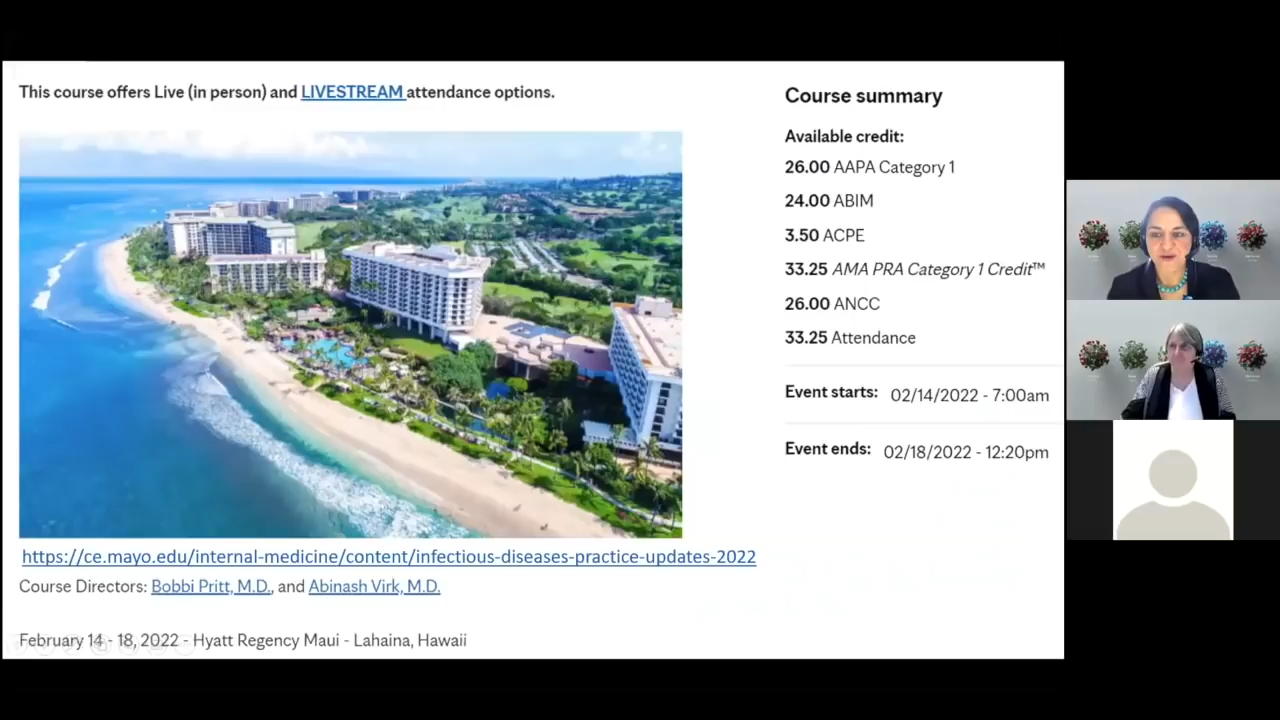 This course offers Live (in person) and LIVESTREAM attendance options.
Course summary
Available credit:
26.00 AAPA Category 1
24.00 ABIM
3.50 ACPE
33.25 AMA PRA Category 1 Credit™
26.00 ANCC
33.25 Attendance
Event starts: 02/14/2022 - 7:00am
Event ends: 02/18/2022 - 12:20pm
https://ce.mayo.edu/internal-medicine/content/infectious-diseases-practice-updates-2022
Course Directors: Bobbi Pritt, M.D., and Abinash Virk, M.D.
February 14 - 18, 2022 - Hyatt Regency Maui - Lahaina, Hawaii